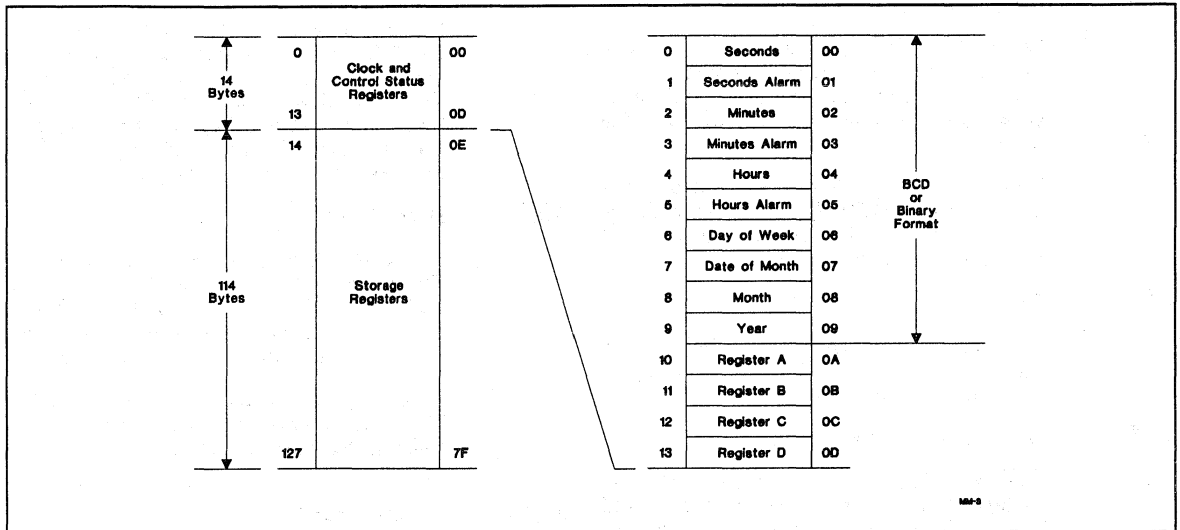 14
Bytes
0
Clock and
Control Status
Registers
00
13
0D
114
Bytes
14
Storage
Registers
0E
127
7F
0 Seconds 00
1 Seconds Alarm 01
2 Minutes 02
3 Minutes Alarm 03
4 Hours 04
5 Hours Alarm 05
6 Day of Week 06
7 Date of Month 07
8 Month 08
9 Year 09
10 Register A 0A
11 Register B 0B
12 Register C 0C
13 Register D 0D
BCD
or
Binary
Format
MM-3